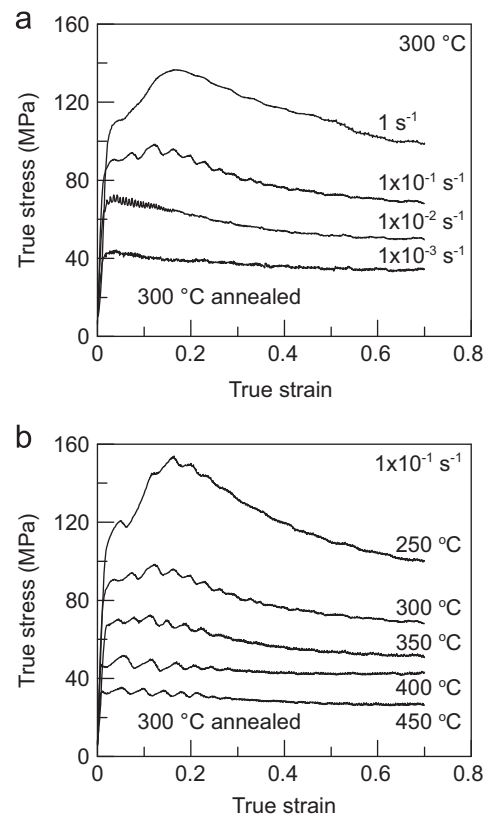 a
160
300 °C
120
1 s⁻¹
80
1x10⁻¹ s⁻¹
1x10⁻² s⁻¹
40
1x10⁻³ s⁻¹
300 °C annealed
0
0 0.2 0.4 0.6 0.8
True stress (MPa)
True strain
b
160
1x10⁻¹ s⁻¹
120
250 °C
80
300 °C
350 °C
40
400 °C
300 °C annealed
450 °C
0
0 0.2 0.4 0.6 0.8
True stress (MPa)
True strain